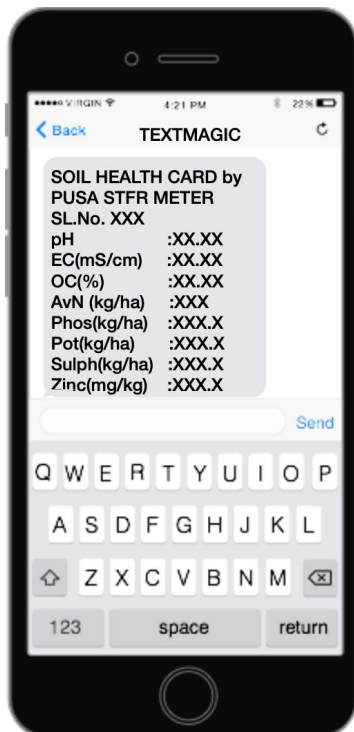 VIRGIN 4:21 PM 22%
Back TEXTMAGIC
SOIL HEALTH CARD by
PUSA STFR METER
SL.No. XXX
pH :XX.XX
EC(mS/cm) :XX.XX
OC(%) :XX.XX
AvN (kg/ha) :XXX
Phos(kg/ha) :XXX.X
Pot(kg/ha) :XXX.X
Sulph(kg/ha) :XXX.X
Zinc(mg/kg) :XXX.X
Send
Q W E R T Y U I O P
A S D F G H J K L
Z X C V B N M
123 space return